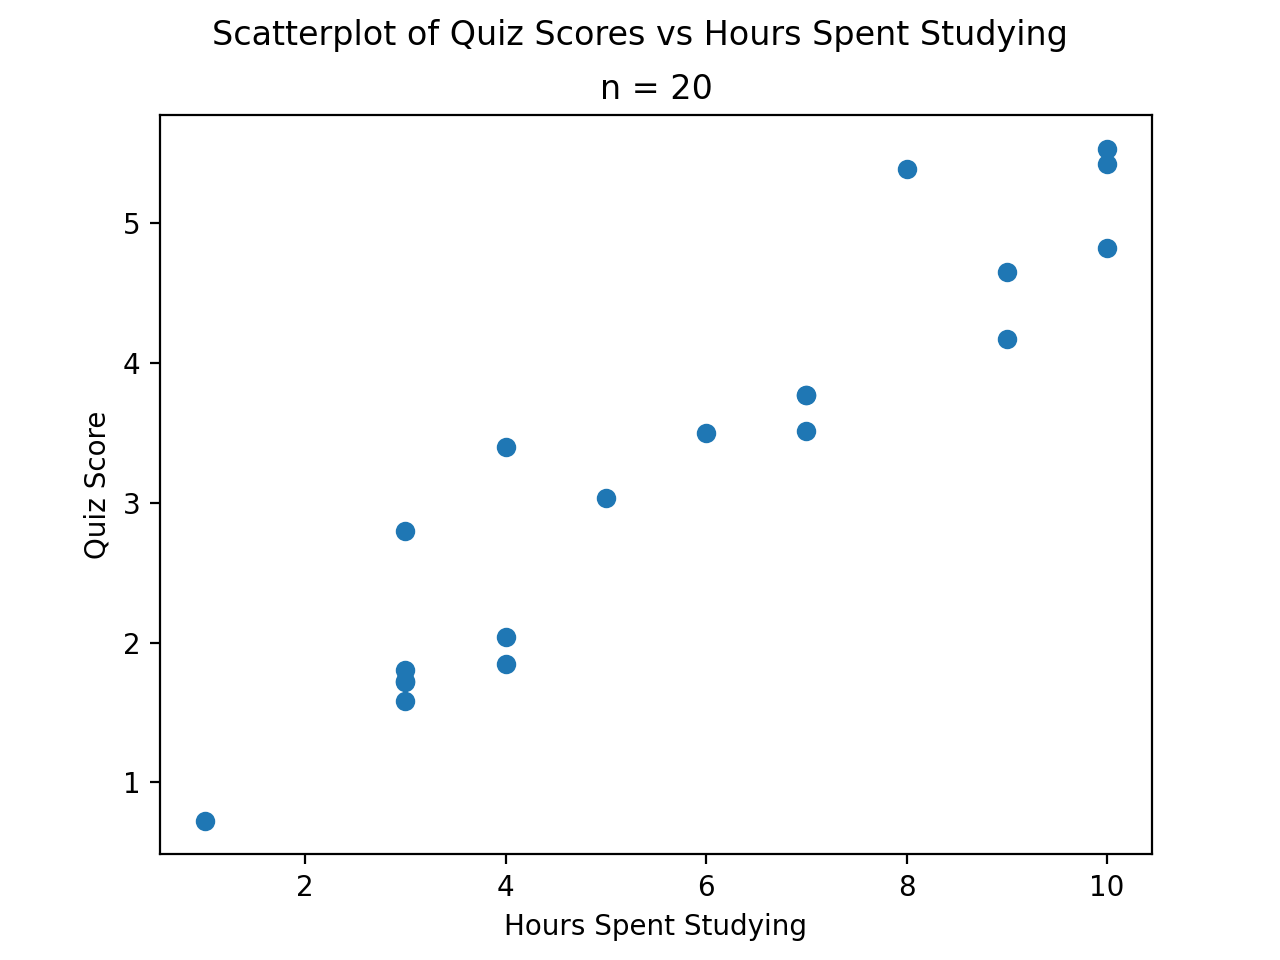 Scatterplot of Quiz Scores vs Hours Spent Studying
n = 20
5
4
3
2
1
Quiz Score
2 4 6 8 10
Hours Spent Studying